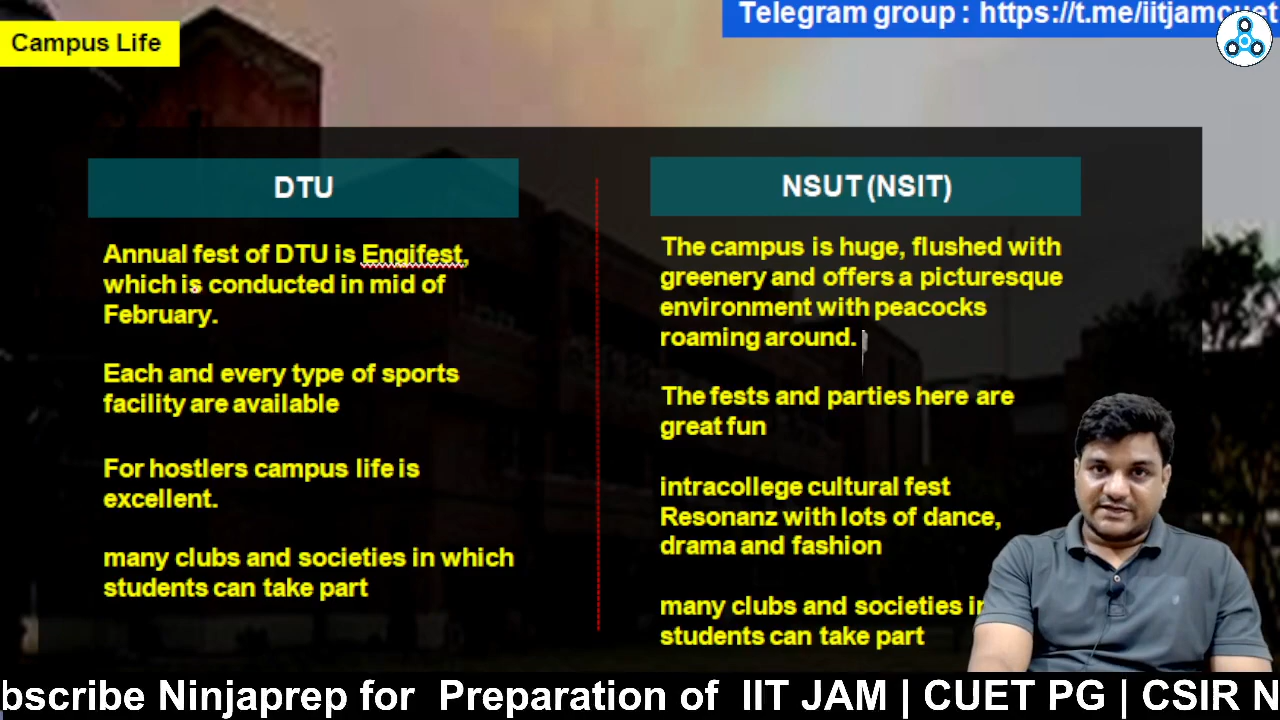 Campus Life
Telegram group : https://t.me/iitjamcuet
DTU
Annual fest of DTU is Engifest,
which is conducted in mid of
February.
Each and every type of sports
facility are available
For hostlers campus life is
excellent.
many clubs and societies in which
students can take part
NSUT (NSIT)
The campus is huge, flushed with
greenery and offers a picturesque
environment with peacocks
roaming around.
The fests and parties here are
great fun
intracollege cultural fest
Resonanz with lots of dance,
drama and fashion
many clubs and societies in
students can take part
bscribe Ninjaprep for Preparation of IIT JAM | CUET PG | CSIR N